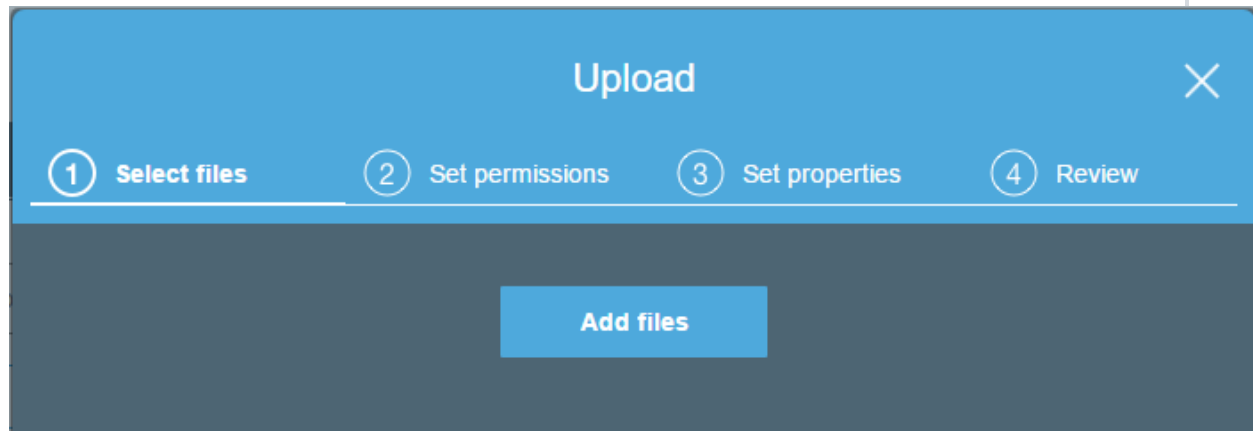 Upload
1 Select files 2 Set permissions 3 Set properties 4 Review
Add files